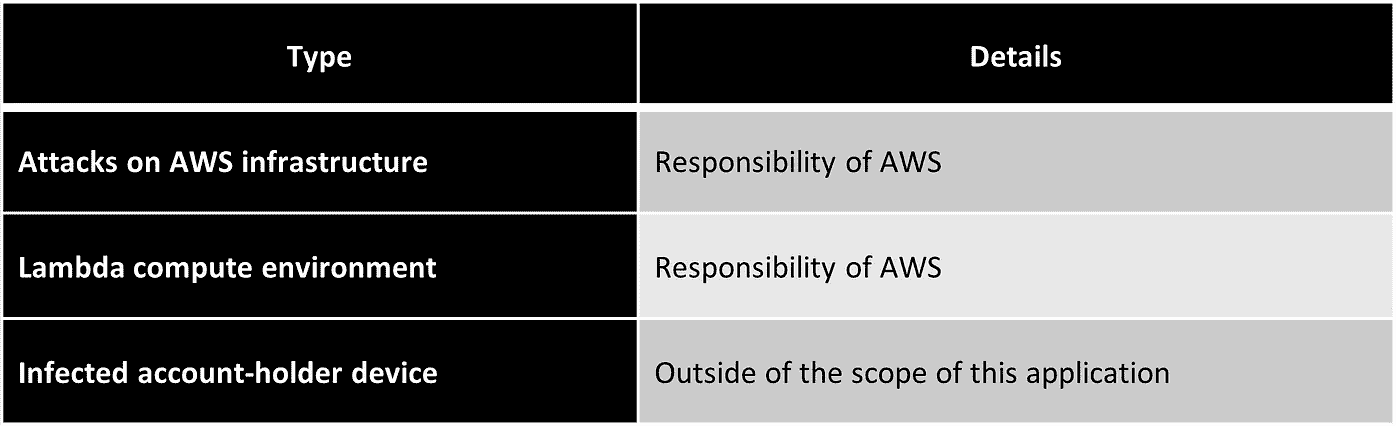 Type Details
Attacks on AWS infrastructure Responsibility of AWS
Lambda compute environment Responsibility of AWS
Infected account-holder device Outside of the scope of this application